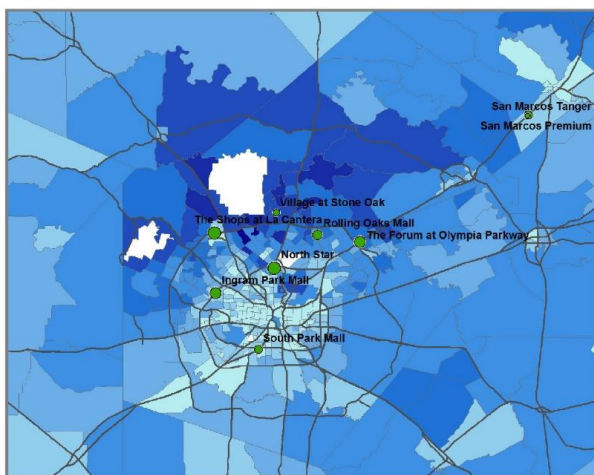 San Marcos Tanger
San Marcos Premium
Village at Stone Oak
The Shops at La Cantera
Rolling Oaks Mall
The Forum at Olympia Parkway
North Star
Ingram Park Mall
South Park Mall